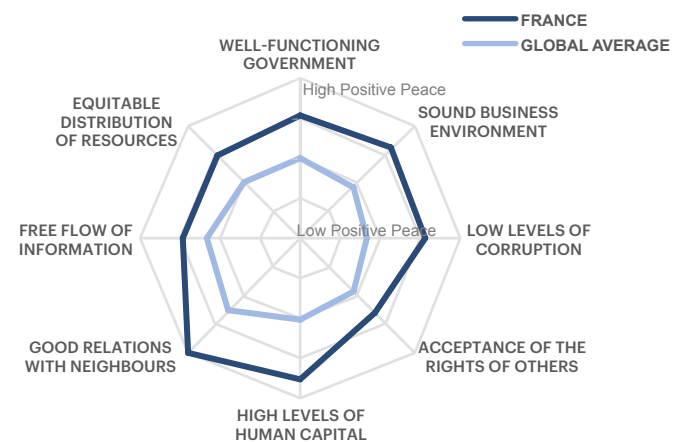 FRANCE
GLOBAL AVERAGE
WELL-FUNCTIONING
GOVERNMENT
High Positive Peace
EQUITABLE
DISTRIBUTION
OF RESOURCES
SOUND BUSINESS
ENVIRONMENT
FREE FLOW OF
INFORMATION
Low Positive Peace
LOW LEVELS OF
CORRUPTION
GOOD RELATIONS
WITH NEIGHBOURS
ACCEPTANCE OF THE
RIGHTS OF OTHERS
HIGH LEVELS OF
HUMAN CAPITAL